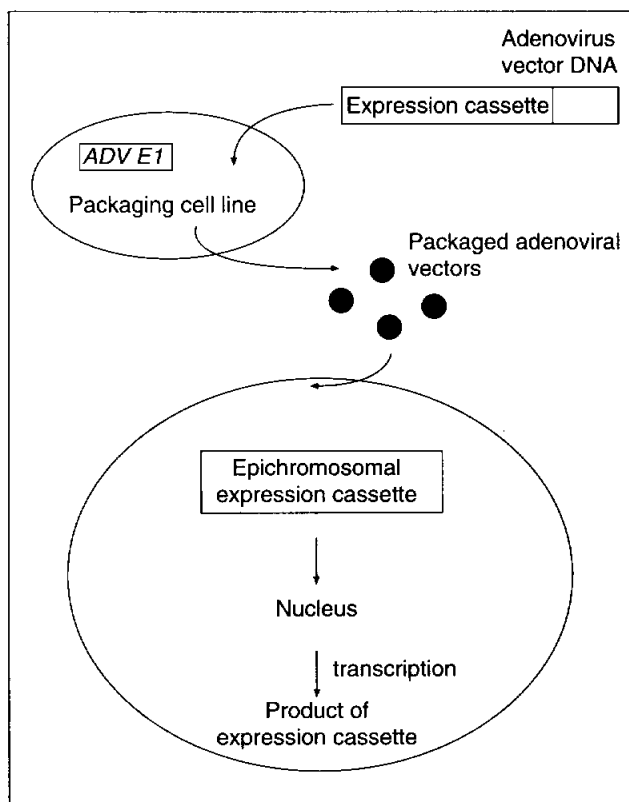 Adenovirus
vector DNA
Expression cassette
ADV E1
Packaging cell line
Packaged adenoviral
vectors
Epichromosomal
expression cassette
Nucleus
transcription
Product of
expression cassette